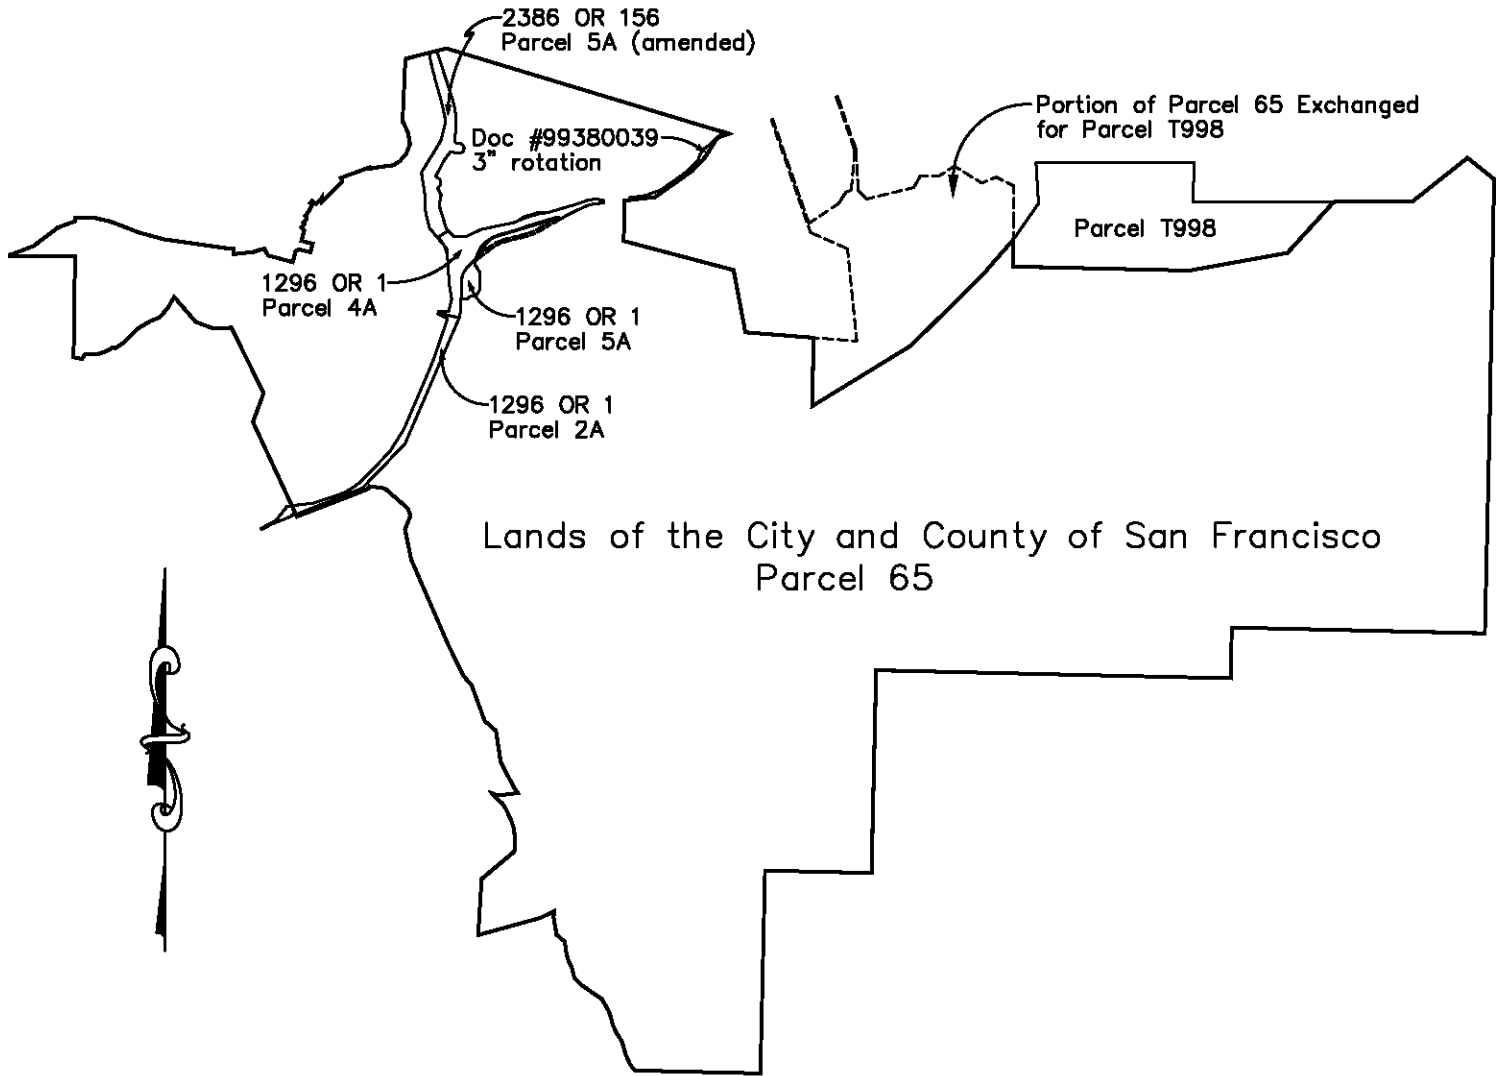 2386 OR 156
Parcel 5A (amended)
Portion of Parcel 65 Exchanged
for Parcel T998
Doc #99380039
3" rotation
Parcel T998
1296 OR 1
Parcel 4A
1296 OR 1
Parcel 5A
1296 OR 1
Parcel 2A
Lands of the City and County of San Francisco
Parcel 65